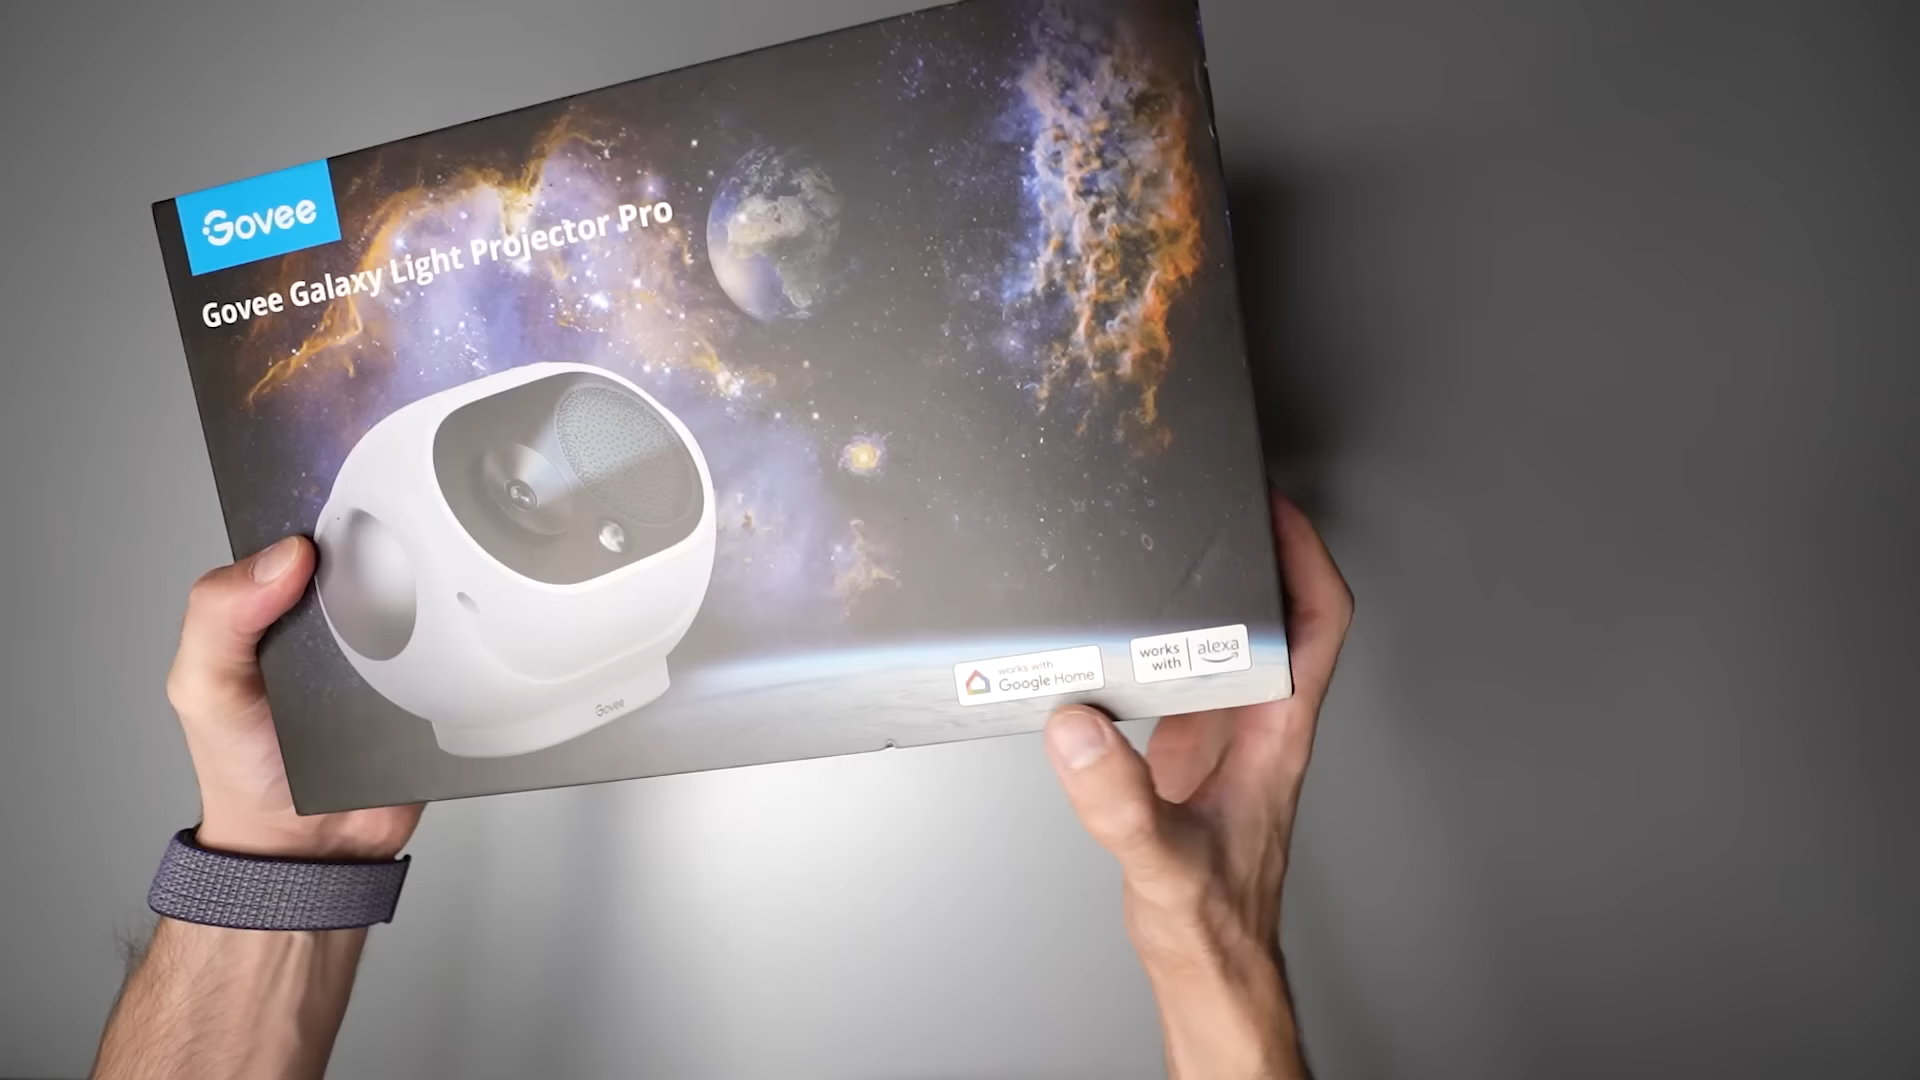 Govee
Govee Galaxy Light Projector Pro
Govee
works with
Google Home
works
with
alexa